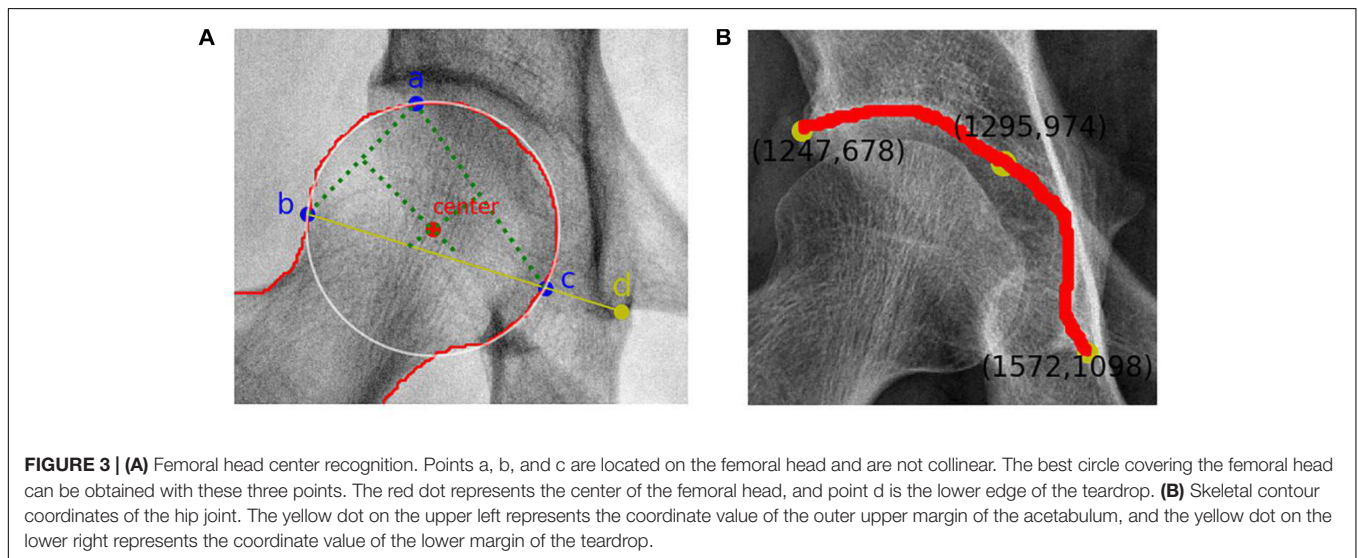 A
B
a
b
center
c
d
(1295,974)
(1247,678)
(1572,1098)
FIGURE 3 | (A) Femoral head center recognition. Points a, b, and c are located on the femoral head and are not collinear. The best circle covering the femoral head
can be obtained with these three points. The red dot represents the center of the femoral head, and point d is the lower edge of the teardrop. (B) Skeletal contour
coordinates of the hip joint. The yellow dot on the upper left represents the coordinate value of the outer upper margin of the acetabulum, and the yellow dot on the
lower right represents the coordinate value of the lower margin of the teardrop.